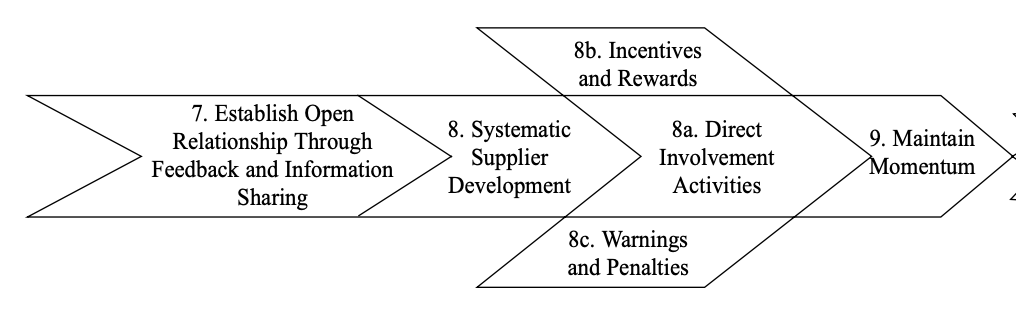 8b. Incentives
and Rewards
7. Establish Open
Relationship Through
Feedback and Information
Sharing
8. Systematic
Supplier
Development
8a. Direct
Involvement
Activities
9. Maintain
Momentum
8c. Warnings
and Penalties